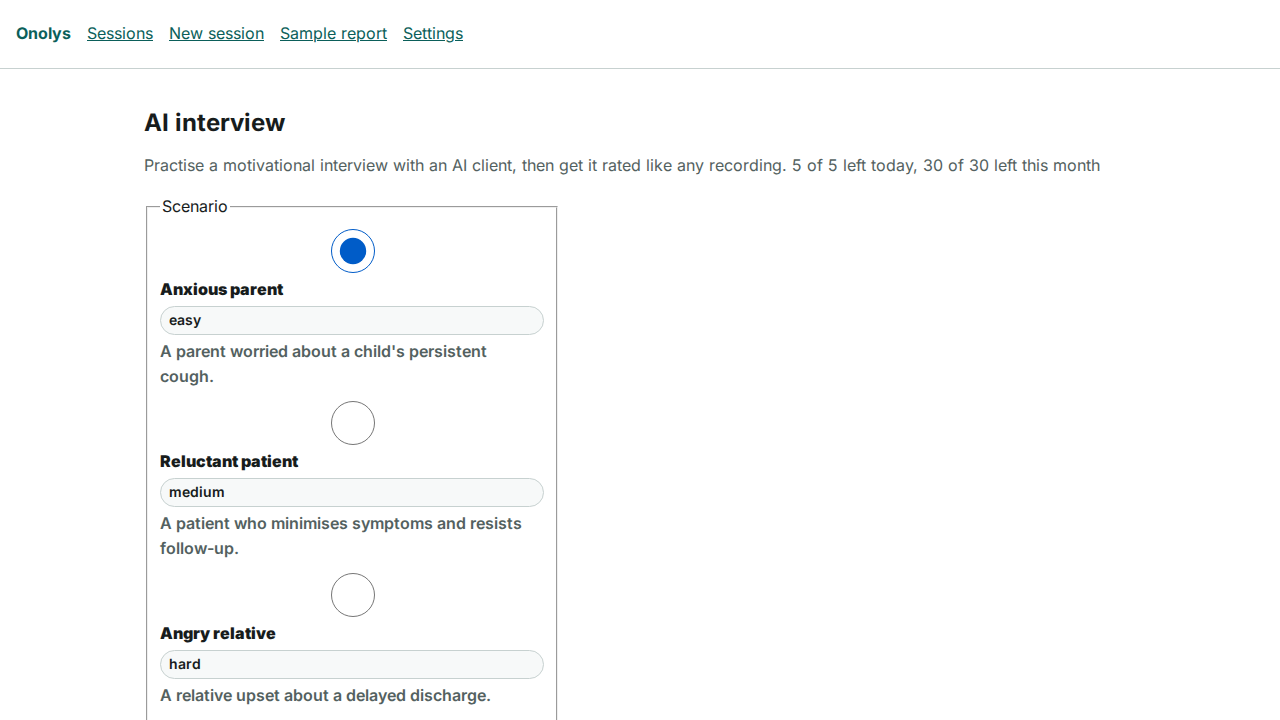 Onolys Sessions New session Sample report Settings
AI interview
Practise a motivational interview with an AI client, then get it rated like any recording. 5 of 5 left today, 30 of 30 left this month
Scenario
Anxious parent
easy
A parent worried about a child's persistent
cough.
Reluctant patient
medium
A patient who minimises symptoms and resists
follow-up.
Angry relative
hard
A relative upset about a delayed discharge.